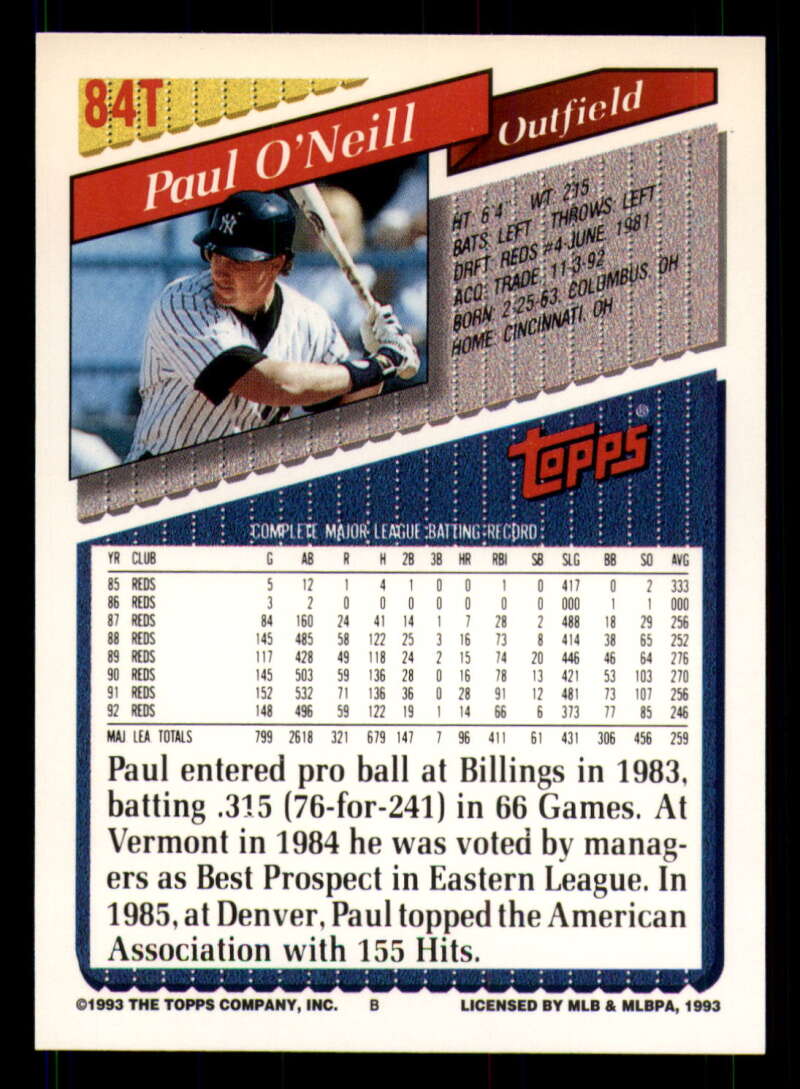 84T
Paul O'Neill
Outfield
HT: 6'4" WT: 215
BATS: LEFT THROWS: LEFT
DRFT: REDS #4-JUNE, 1981
ACQ: TRADE, 11-3-92
BORN: 2-25-63, COLUMBUS, OH
HOME: CINCINNATI, OH
NY
topps®
COMPLETE MAJOR LEAGUE BATTING RECORD
YR CLUB G AB R H 2B 3B HR RBI SB SLG BB SO AVG
85 REDS 5 12 1 4 1 0 0 1 0 417 0 2 333
86 REDS 3 2 0 0 0 0 0 0 0 000 1 1 000
87 REDS 84 160 24 41 14 1 7 28 2 488 18 29 256
88 REDS 145 485 58 122 25 3 16 73 8 414 38 65 252
89 REDS 117 428 49 118 24 2 15 74 20 446 46 64 276
90 REDS 145 503 59 136 28 0 16 78 13 421 53 103 270
91 REDS 152 532 71 136 36 0 28 91 12 481 73 107 256
92 REDS 148 496 59 122 19 1 14 66 6 373 77 85 246
MAJ LEA TOTALS 799 2618 321 679 147 7 96 411 61 431 306 456 259
Paul entered pro ball at Billings in 1983,
batting .315 (76-for-241) in 66 Games. At
Vermont in 1984 he was voted by manag-
ers as Best Prospect in Eastern League. In
1985, at Denver, Paul topped the American
Association with 155 Hits.
©1993 THE TOPPS COMPANY, INC. B LICENSED BY MLB & MLBPA, 1993